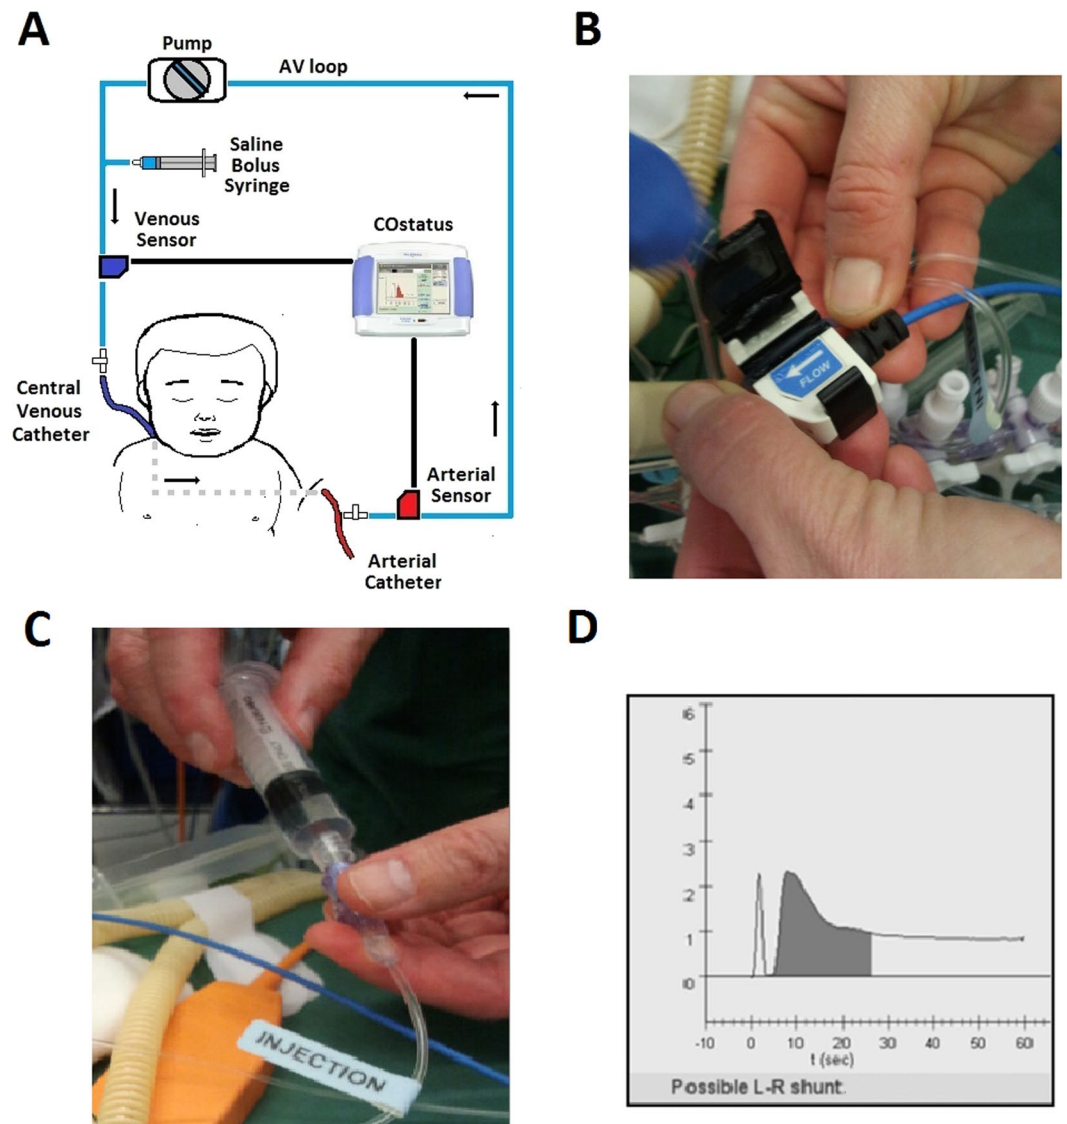 A
Pump
AV loop
Saline
Bolus
Syringe
Venous
Sensor
COstatus
Central
Venous
Catheter
Arterial
Sensor
Arterial
Catheter
B
FLOW
C
INJECTION
D
6
5
4
3
2
1
0
-10 0 10 20 30 40 50 60
t (sec)
Possible L-R shunt.